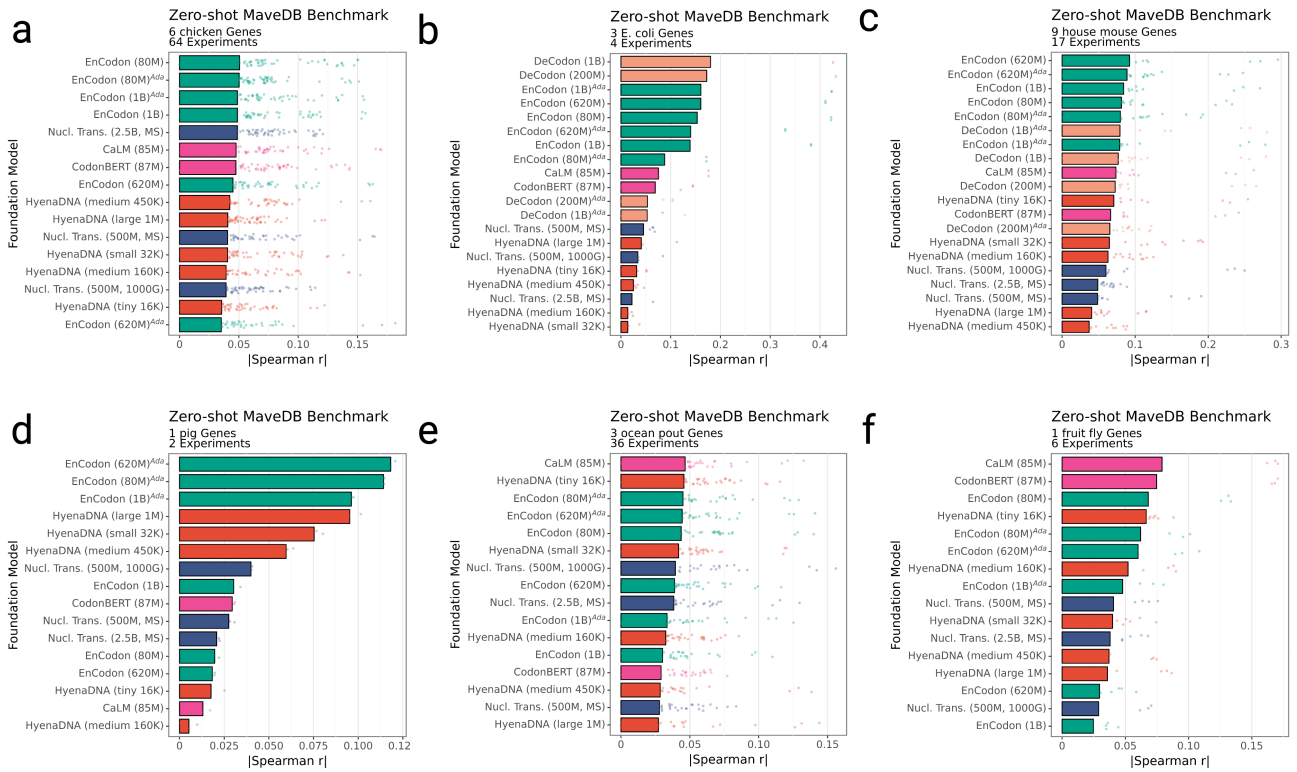 a
Zero-shot MaveDB Benchmark
6 chicken Genes
64 Experiments
Foundation Model
EnCodon (80M)
EnCodon (80M)Ada
EnCodon (1B)Ada
EnCodon (1B)
Nucl. Trans. (2.5B, MS)
CaLM (85M)
CodonBERT (87M)
EnCodon (620M)
HyenaDNA (medium 450K)
HyenaDNA (large 1M)
Nucl. Trans. (500M, MS)
HyenaDNA (small 32K)
HyenaDNA (medium 160K)
Nucl. Trans. (500M, 1000G)
HyenaDNA (tiny 16K)
EnCodon (620M)Ada
0 0.05 0.10 0.15
|Spearman r|
b
Zero-shot MaveDB Benchmark
3 E. coli Genes
4 Experiments
Foundation Model
DeCodon (1B)
DeCodon (200M)
EnCodon (1B)Ada
EnCodon (620M)
EnCodon (80M)
EnCodon (620M)Ada
EnCodon (1B)
EnCodon (80M)Ada
CaLM (85M)
CodonBERT (87M)
DeCodon (200M)Ada
DeCodon (1B)Ada
Nucl. Trans. (500M, MS)
HyenaDNA (large 1M)
Nucl. Trans. (500M, 1000G)
HyenaDNA (tiny 16K)
HyenaDNA (medium 450K)
Nucl. Trans. (2.5B, MS)
HyenaDNA (medium 160K)
HyenaDNA (small 32K)
0 0.1 0.2 0.3 0.4
|Spearman r|
c
Zero-shot MaveDB Benchmark
9 house mouse Genes
17 Experiments
Foundation Model
EnCodon (620M)
EnCodon (620M)Ada
EnCodon (1B)
EnCodon (80M)
EnCodon (80M)Ada
DeCodon (1B)Ada
EnCodon (1B)Ada
DeCodon (1B)
CaLM (85M)
DeCodon (200M)
HyenaDNA (tiny 16K)
CodonBERT (87M)
DeCodon (200M)Ada
HyenaDNA (small 32K)
HyenaDNA (medium 160K)
Nucl. Trans. (500M, 1000G)
Nucl. Trans. (2.5B, MS)
Nucl. Trans. (500M, MS)
HyenaDNA (large 1M)
HyenaDNA (medium 450K)
0 0.1 0.2 0.3
|Spearman r|
d
Zero-shot MaveDB Benchmark
1 pig Genes
2 Experiments
Foundation Model
EnCodon (620M)Ada
EnCodon (80M)Ada
EnCodon (1B)Ada
HyenaDNA (large 1M)
HyenaDNA (small 32K)
HyenaDNA (medium 450K)
Nucl. Trans. (500M, 1000G)
EnCodon (1B)
CodonBERT (87M)
Nucl. Trans. (500M, MS)
Nucl. Trans. (2.5B, MS)
EnCodon (80M)
EnCodon (620M)
HyenaDNA (tiny 16K)
CaLM (85M)
HyenaDNA (medium 160K)
0 0.025 0.050 0.075 0.100 0.12
|Spearman r|
e
Zero-shot MaveDB Benchmark
3 ocean pout Genes
36 Experiments
Foundation Model
CaLM (85M)
HyenaDNA (tiny 16K)
EnCodon (80M)Ada
EnCodon (620M)Ada
EnCodon (80M)
HyenaDNA (small 32K)
Nucl. Trans. (500M, 1000G)
EnCodon (620M)
Nucl. Trans. (2.5B, MS)
EnCodon (1B)Ada
HyenaDNA (medium 160K)
EnCodon (1B)
CodonBERT (87M)
HyenaDNA (medium 450K)
Nucl. Trans. (500M, MS)
HyenaDNA (large 1M)
0 0.05 0.10 0.15
|Spearman r|
f
Zero-shot MaveDB Benchmark
1 fruit fly Genes
6 Experiments
Foundation Model
CaLM (85M)
CodonBERT (87M)
EnCodon (80M)
HyenaDNA (tiny 16K)
EnCodon (80M)Ada
EnCodon (620M)Ada
HyenaDNA (medium 160K)
EnCodon (1B)Ada
Nucl. Trans. (500M, MS)
HyenaDNA (small 32K)
Nucl. Trans. (2.5B, MS)
HyenaDNA (medium 450K)
HyenaDNA (large 1M)
EnCodon (620M)
Nucl. Trans. (500M, 1000G)
EnCodon (1B)
0 0.05 0.10 0.15
|Spearman r|